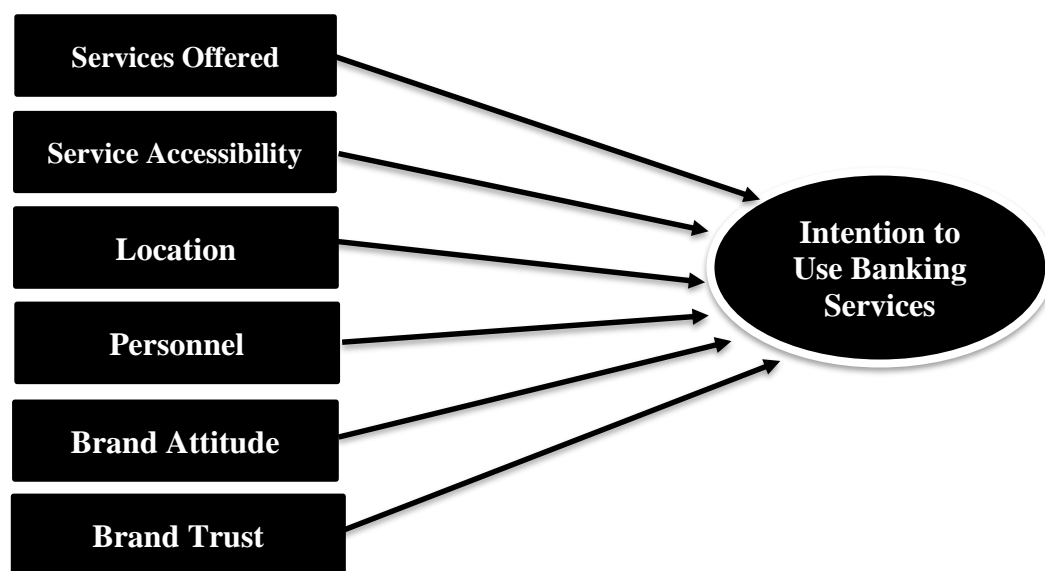 Services Offered
Service Accessibility
Location
Personnel
Brand Attitude
Brand Trust
Intention to
Use Banking
Services